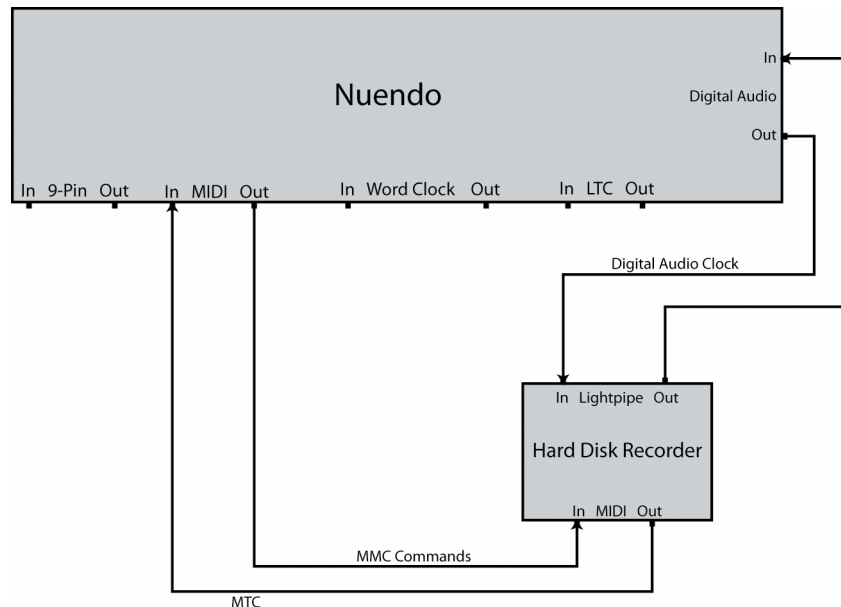 In
Nuendo
Digital Audio
Out
In 9-Pin Out In MIDI Out In Word Clock Out In LTC Out
Digital Audio Clock
In Lightpipe Out
Hard Disk Recorder
In MIDI Out
MMC Commands
MTC